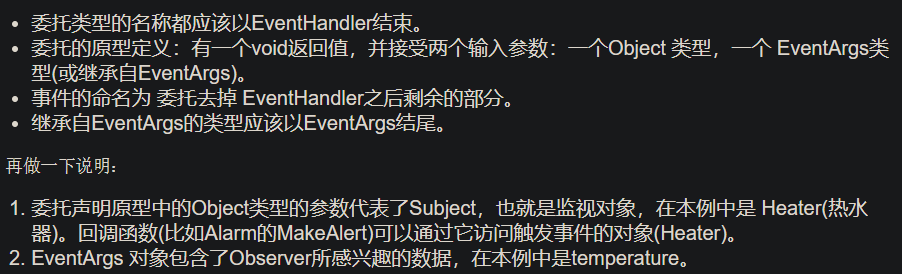 • 委托类型的名称都应该以EventHandler结束。
• 委托的原型定义：有一个void返回值，并接受两个输入参数：一个Object 类型，一个 EventArgs类
型(或继承自EventArgs)。
• 事件的命名为 委托去掉 EventHandler之后剩余的部分。
• 继承自EventArgs的类型应该以EventArgs结尾。
再做一下说明：
1. 委托声明原型中的Object类型的参数代表了Subject，也就是监视对象，在本例中是 Heater(热水
器)。回调函数(比如Alarm的MakeAlert)可以通过它访问触发事件的对象(Heater)。
2. EventArgs 对象包含了Observer所感兴趣的数据，在本例中是temperature。